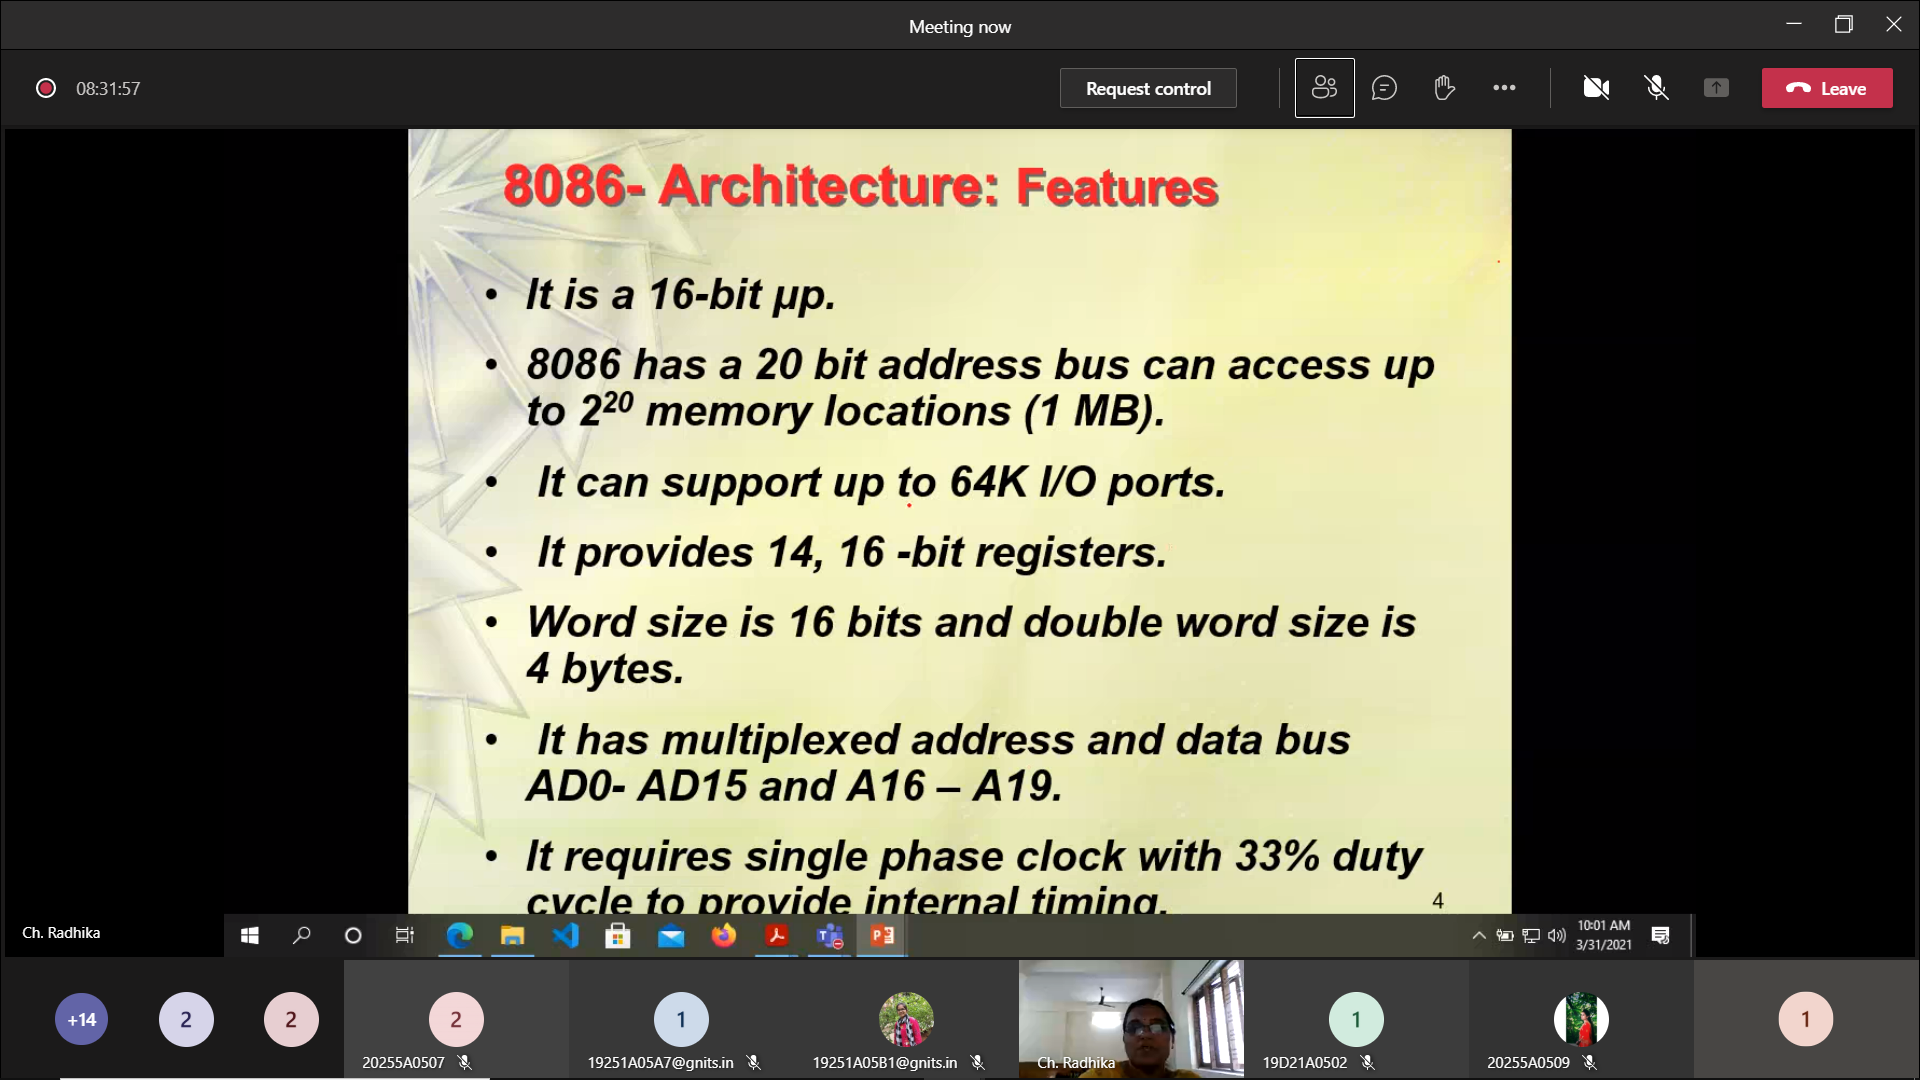 Meeting now
08:31:57
Request control
Leave
8086- Architecture: Features
• It is a 16-bit µp.
• 8086 has a 20 bit address bus can access up
to 2²⁰ memory locations (1 MB).
• It can support up to 64K I/O ports.
• It provides 14, 16 -bit registers.
• Word size is 16 bits and double word size is
4 bytes.
• It has multiplexed address and data bus
AD0- AD15 and A16 – A19.
• It requires single phase clock with 33% duty
cycle to provide internal timing.
4
Ch. Radhika
10:01 AM
3/31/2021
+14
2
2
2
20255A0507
1
19251A05A7@gnits.in
19251A05B1@gnits.in
Ch. Radhika
1
19D21A0502
20255A0509
1